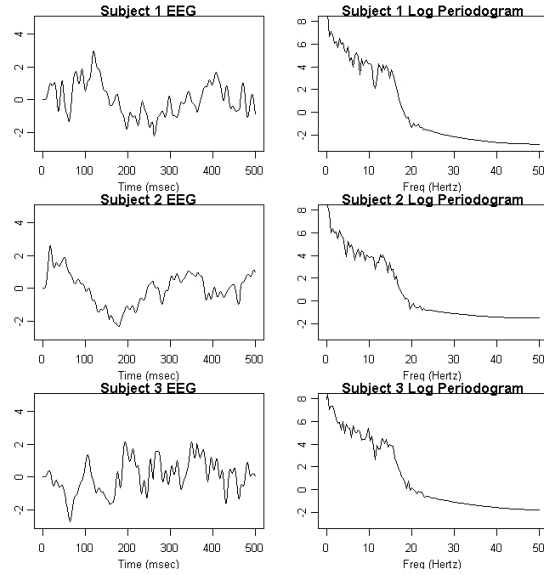 Subject 1 EEG
4
2
0
-2
0 100 200 300 400 500
Time (msec)
Subject 1 Log Periodogram
8
6
4
2
0
-2
0 10 20 30 40 50
Freq (Hertz)
Subject 2 EEG
4
2
0
-2
0 100 200 300 400 500
Time (msec)
Subject 2 Log Periodogram
8
6
4
2
0
-2
0 10 20 30 40 50
Freq (Hertz)
Subject 3 EEG
4
2
0
-2
0 100 200 300 400 500
Time (msec)
Subject 3 Log Periodogram
8
6
4
2
0
-2
0 10 20 30 40 50
Freq (Hertz)